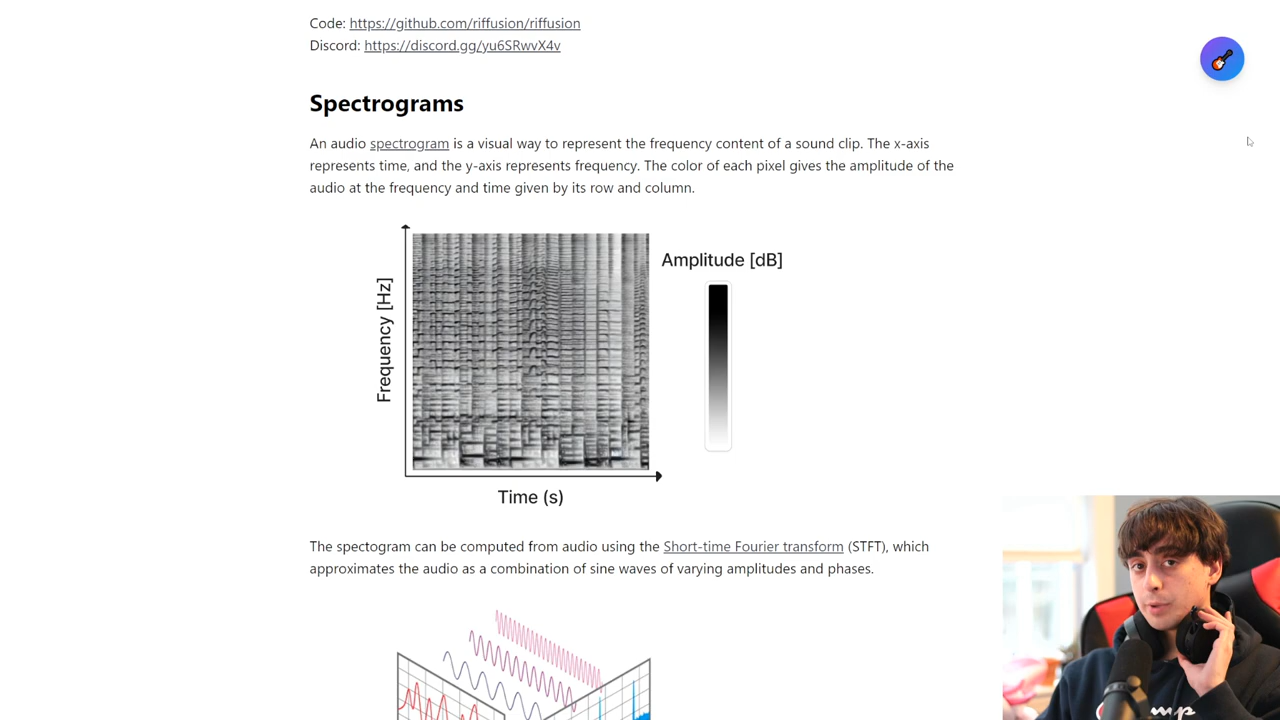 Code: https://github.com/riffusion/riffusion
Discord: https://discord.gg/yu6SRwvX4v
Spectrograms
An audio spectrogram is a visual way to represent the frequency content of a sound clip. The x-axis
represents time, and the y-axis represents frequency. The color of each pixel gives the amplitude of the
audio at the frequency and time given by its row and column.
Amplitude [dB]
Frequency [Hz]
Time (s)
The spectogram can be computed from audio using the Short-time Fourier transform (STFT), which
approximates the audio as a combination of sine waves of varying amplitudes and phases.